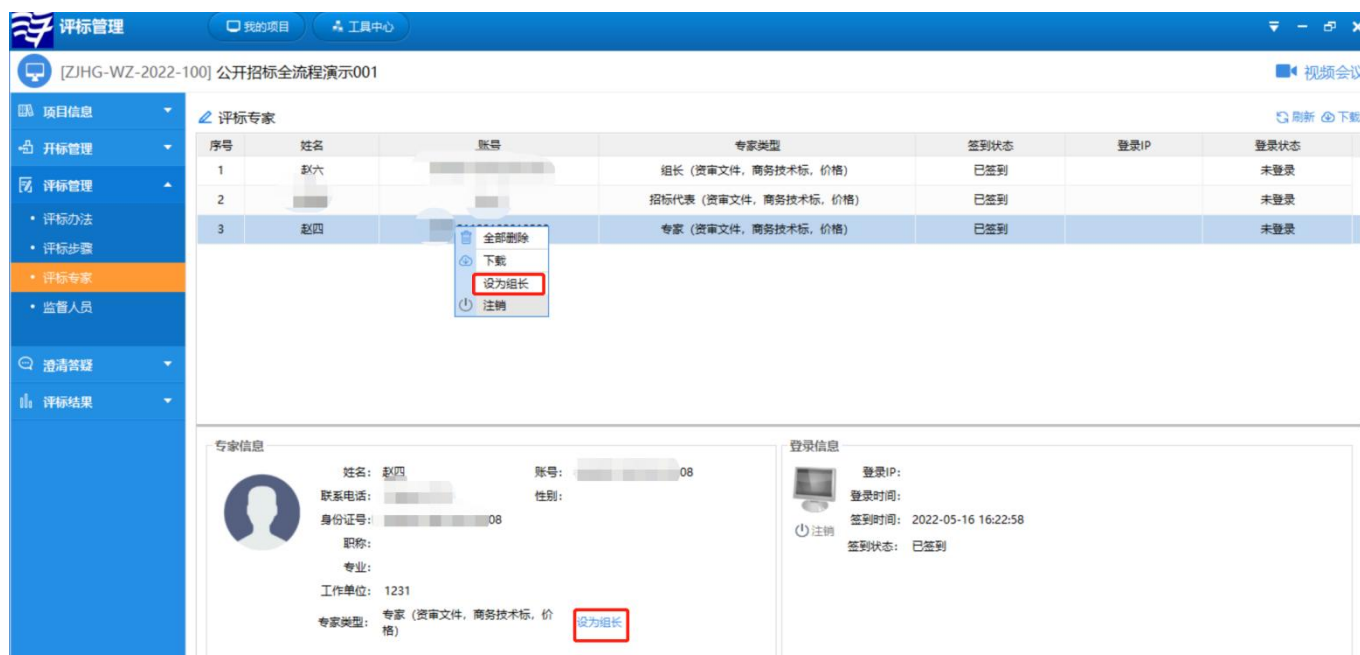 评标管理 我的项目 工具中心
[ZJHG-WZ-2022-100] 公开招标全流程演示001 视频会议
项目信息
开标管理
评标管理
评标办法
评标步骤
评标专家
监督人员
澄清答疑
评标结果
评标专家 刷新 下载
序号 姓名 账号 专家类型 签到状态 登录IP 登录状态
1 赵六 组长（资审文件，商务技术标，价格） 已签到 未登录
2 招标代表（资审文件，商务技术标，价格） 已签到 未登录
3 赵四 专家（资审文件，商务技术标，价格） 已签到 未登录
全部删除
下载
设为组长
注销
专家信息
姓名： 赵四 账号： 08
联系电话： 性别：
身份证号： 08
职称：
专业：
工作单位： 1231
专家类型： 专家（资审文件，商务技术标，价
格） 设为组长
登录信息
登录IP：
登录时间：
签到时间： 2022-05-16 16:22:58
签到状态： 已签到
注销